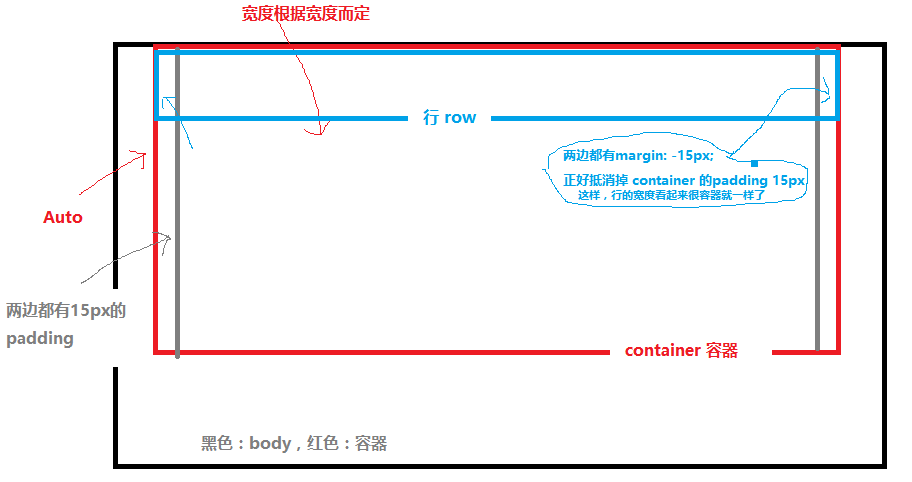 宽度根据宽度而定
行 row
两边都有margin: -15px;
正好抵消掉 container 的padding 15px
这样，行的宽度看起来很容器就一样了
Auto
两边都有15px的
padding
container 容器
黑色：body，红色：容器